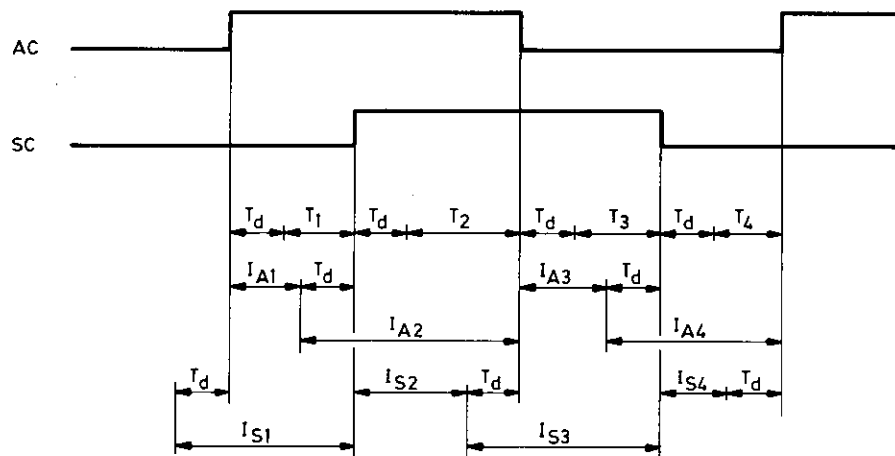 AC
SC
Td T1 Td T2 Td T3 Td T4
IA1 Td IA3 Td
IA2 IA4
Td IS2 Td IS4 Td
IS1 IS3